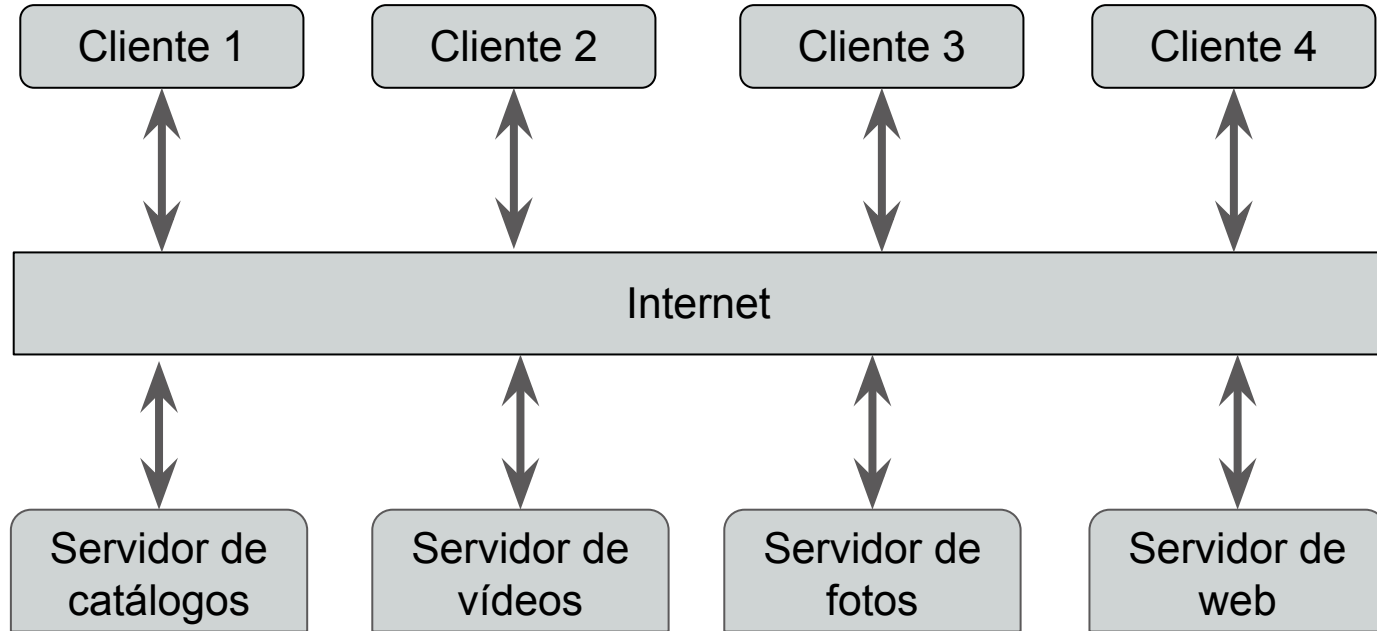 Cliente 1
Cliente 2
Cliente 3
Cliente 4
Internet
Servidor de
catálogos
Servidor de
vídeos
Servidor de
fotos
Servidor de
web